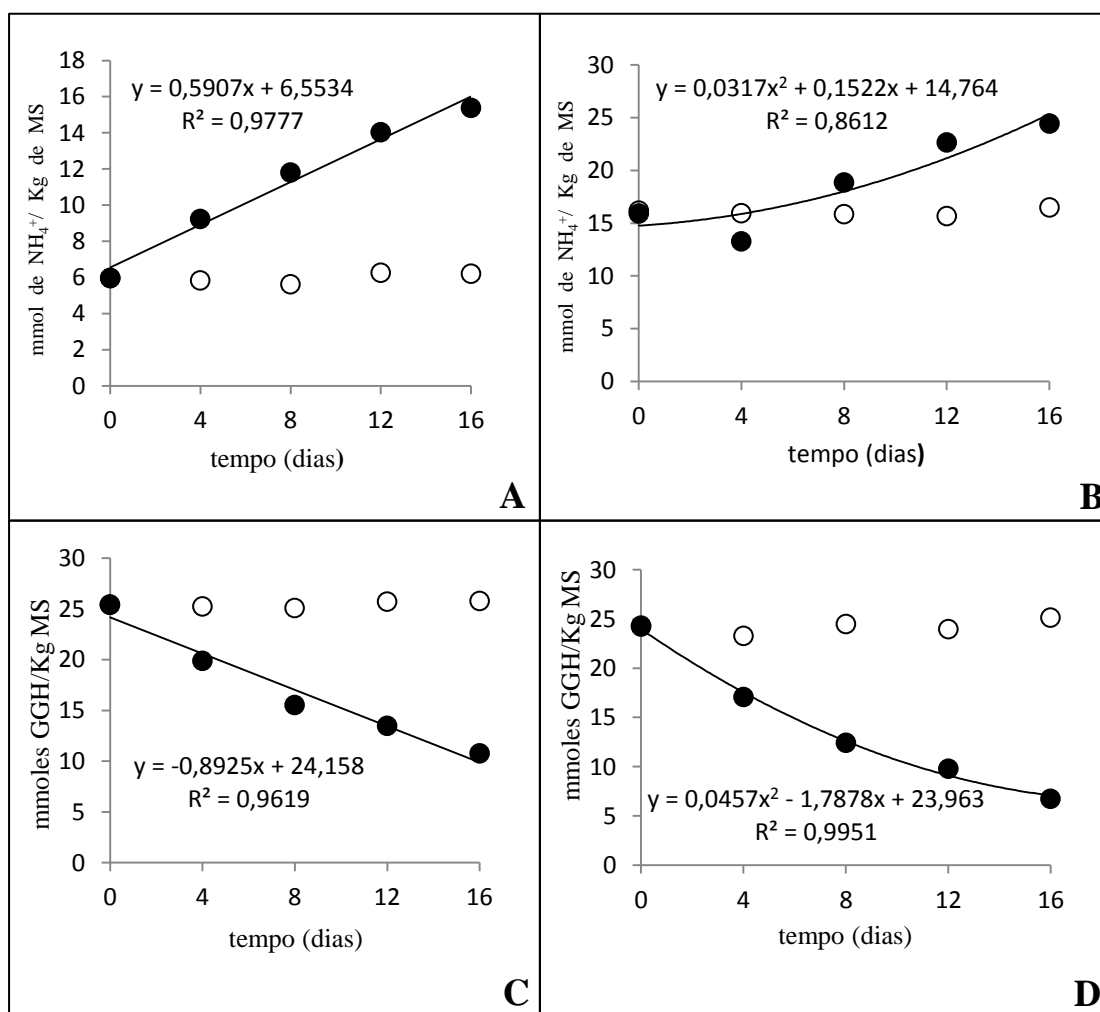 18
16
14
12
10
8
6
4
2
0
mmol de NH₄⁺/ Kg de MS
y = 0,5907x + 6,5534
R² = 0,9777
0 4 8 12 16
tempo (dias)
A
30
25
20
15
10
5
0
mmol de NH₄⁺/ Kg de MS
y = 0,0317x² + 0,1522x + 14,764
R² = 0,8612
0 4 8 12 16
tempo (dias)
B
30
25
20
15
10
5
0
mmoles GGH/Kg MS
y = -0,8925x + 24,158
R² = 0,9619
0 4 8 12 16
tempo (dias)
C
30
25
20
15
10
5
0
mmoles GGH/Kg MS
y = 0,0457x² - 1,7878x + 23,963
R² = 0,9951
0 4 8 12 16
tempo (dias)
D